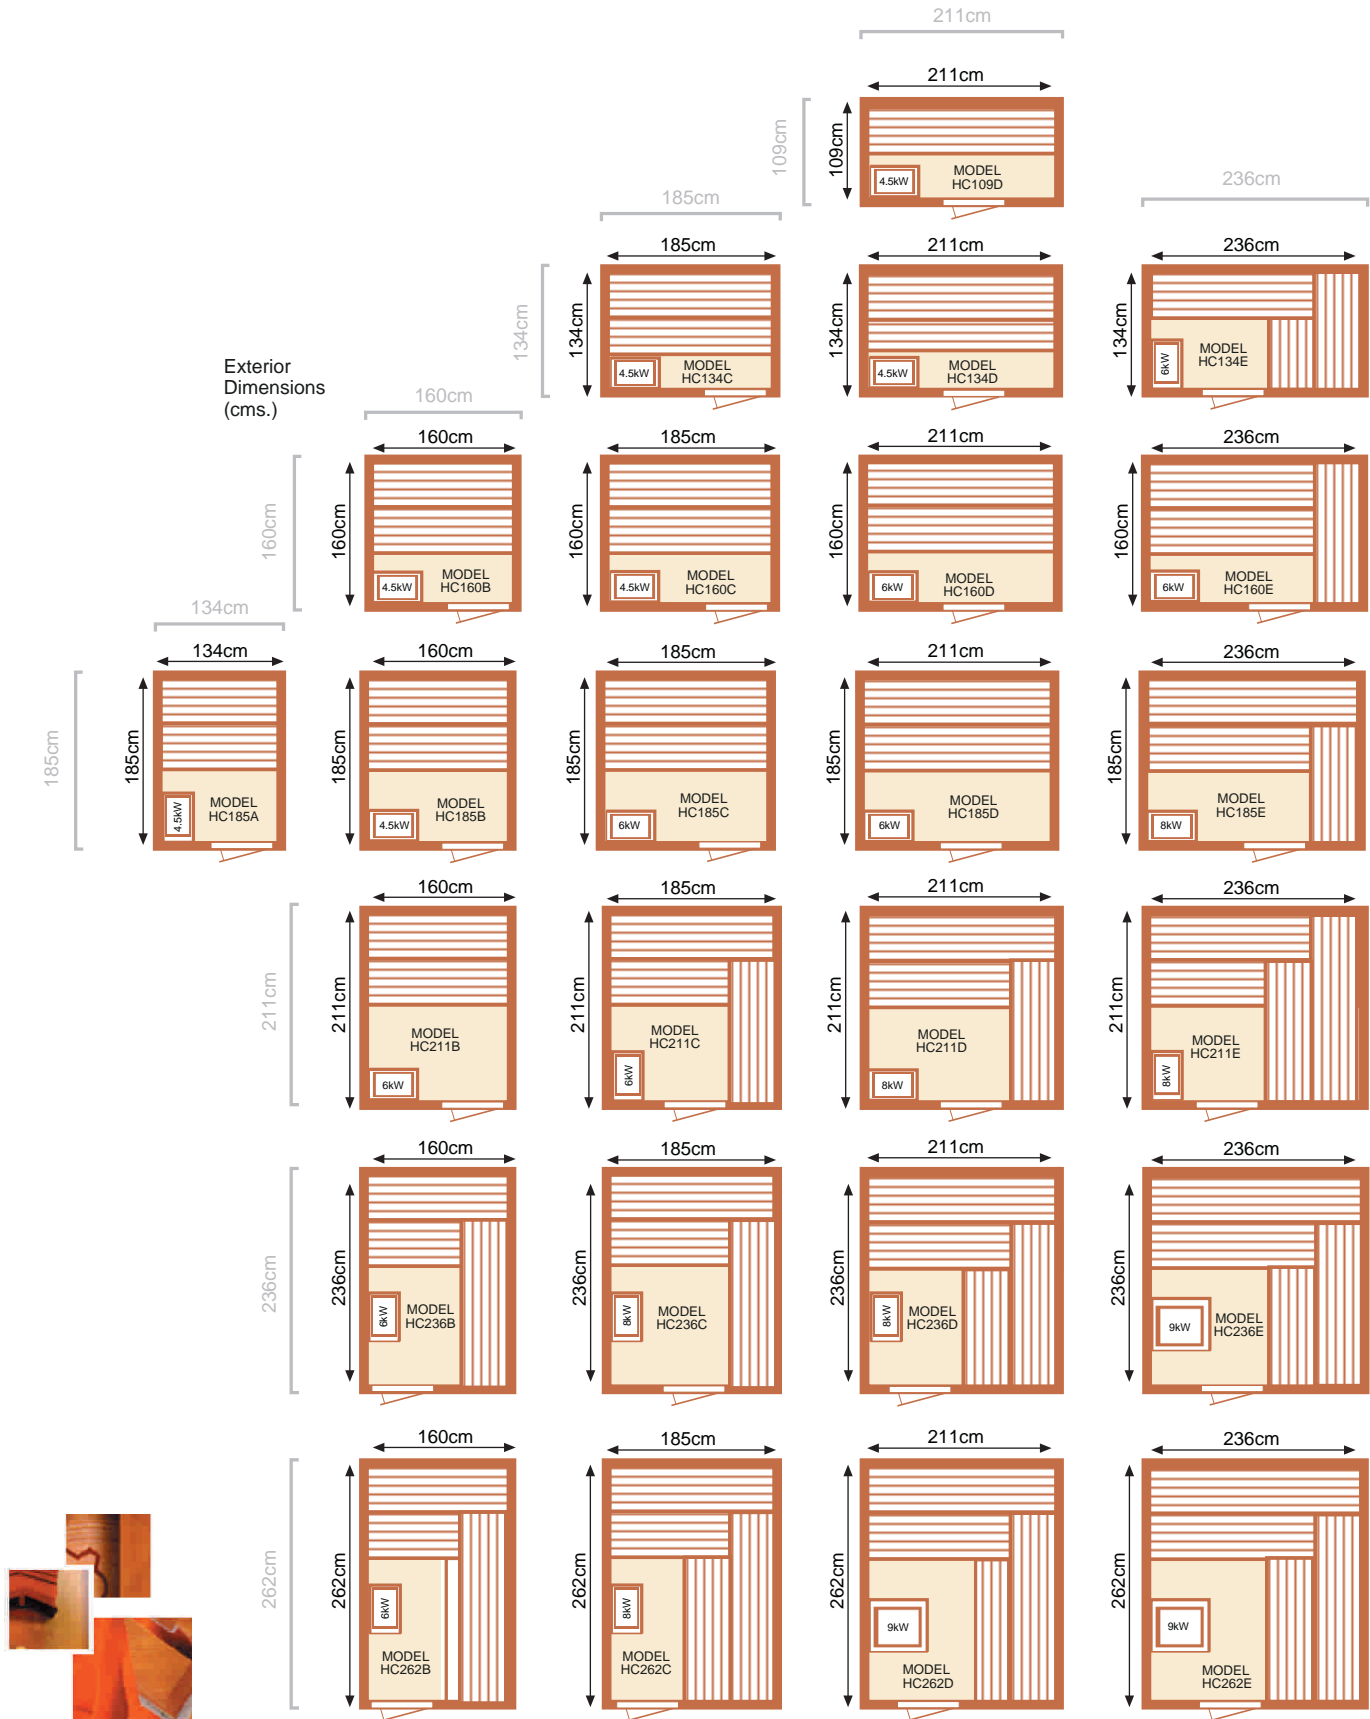 211cm
211cm
109cm
109cm
4.5kW
MODEL
HC109D
185cm
236cm
185cm
211cm
236cm
134cm
134cm
4.5kW
MODEL
HC134C
134cm
4.5kW
MODEL
HC134D
134cm
6kW
MODEL
HC134E
Exterior
Dimensions
(cms.)
160cm
160cm
185cm
211cm
236cm
160cm
160cm
4.5kW
MODEL
HC160B
160cm
4.5kW
MODEL
HC160C
160cm
6kW
MODEL
HC160D
160cm
6kW
MODEL
HC160E
134cm
134cm
160cm
185cm
211cm
236cm
185cm
185cm
4.5kW
MODEL
HC185A
185cm
4.5kW
MODEL
HC185B
185cm
6kW
MODEL
HC185C
185cm
6kW
MODEL
HC185D
185cm
8kW
MODEL
HC185E
160cm
185cm
211cm
236cm
211cm
211cm
6kW
MODEL
HC211B
211cm
6kW
MODEL
HC211C
211cm
8kW
MODEL
HC211D
211cm
8kW
MODEL
HC211E
160cm
185cm
211cm
236cm
236cm
236cm
6kW
MODEL
HC236B
236cm
8kW
MODEL
HC236C
236cm
8kW
MODEL
HC236D
236cm
9kW
MODEL
HC236E
160cm
185cm
211cm
236cm
262cm
262cm
6kW
MODEL
HC262B
262cm
8kW
MODEL
HC262C
262cm
9kW
MODEL
HC262D
262cm
9kW
MODEL
HC262E